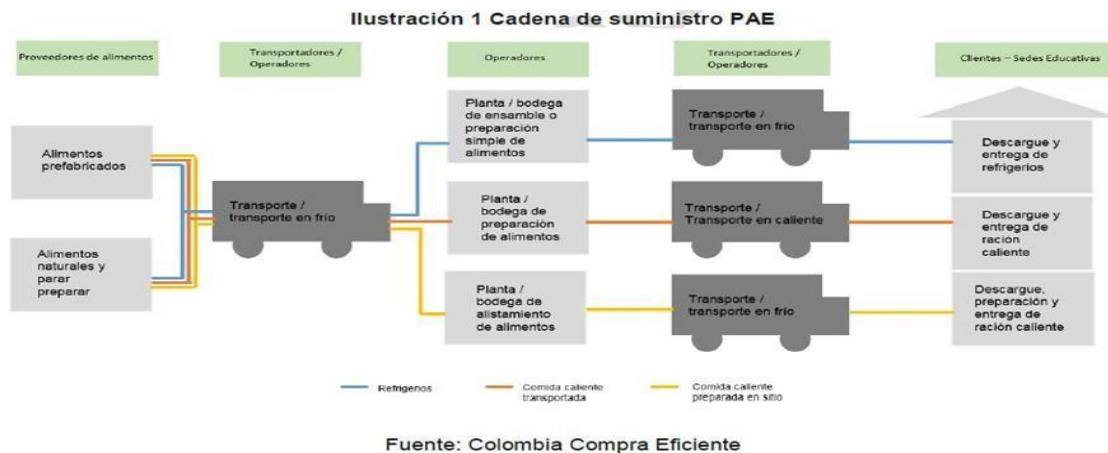 Ilustración 1 Cadena de suministro PAE
Proveedores de alimentos
Transportadores /
Operadores
Operadores
Transportadores /
Operadores
Clientes – Sedes Educativas
Alimentos
prefabricados
Alimentos
naturales y
parar
preparar
Transporte /
transporte en frío
Planta / bodega
de ensamble o
preparación
simple de
alimentos
Planta /
bodega de
preparación
de alimentos
Planta /
bodega de
alistamiento
de alimentos
Transporte /
transporte en frío
Transporte /
Transporte en caliente
Transporte /
transporte en frío
Descargue y
entrega de
refrigerios
Descargue y
entrega de
ración
caliente
Descargue,
preparación y
entrega de
ración caliente
Refrigenos
Comida caliente
transportada
Comida caliente
preparada en sitio
Fuente: Colombia Compra Eficiente